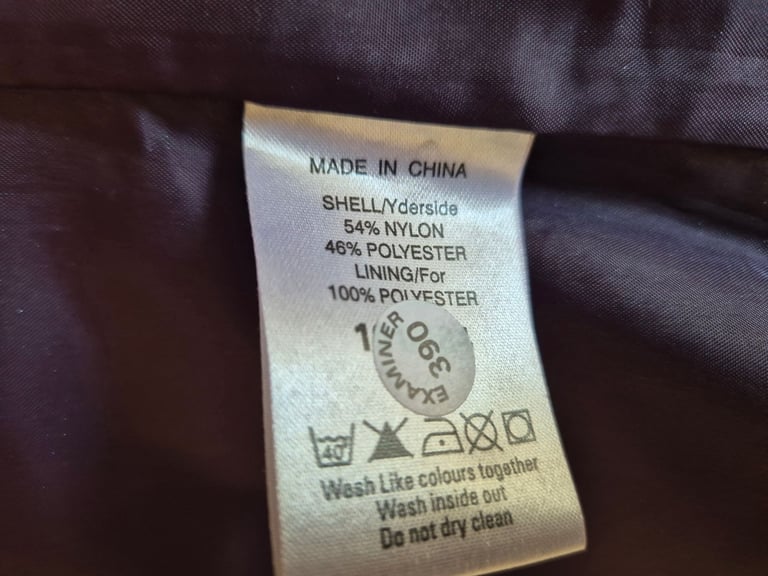 MADE IN CHINA
SHELL/Yderside
54% NYLON
46% POLYESTER
LINING/For
100% POLYESTER
EXAMINER
390
40
Wash Like colours together
Wash inside out
Do not dry clean